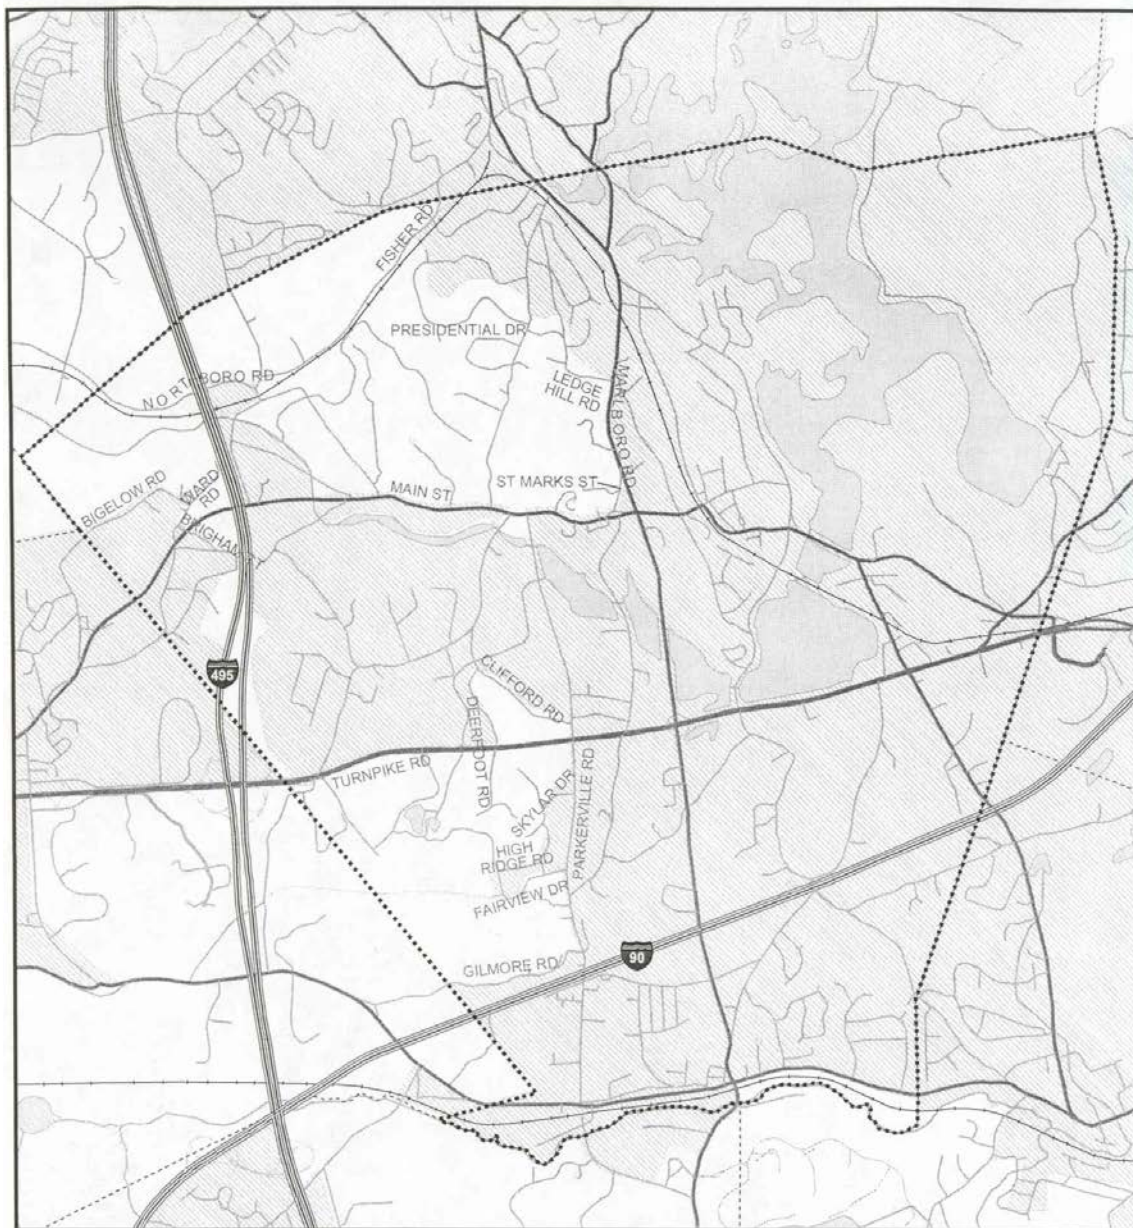 FISHER RD
PRESIDENTIAL DR
NORTHBORO RD
LEDGE
HILL RD
MARLBORO RD
BIGELOW RD
WARD
RD
MAIN ST
ST MARKS ST
BRIGHAM
495
CLIFFORD RD
DEERFOOT RD
TURNPIKE RD
SKYLAR DR
PARKERVILLE RD
HIGH
RIDGE RD
FAIRVIEW DR
90
GILMORE RD